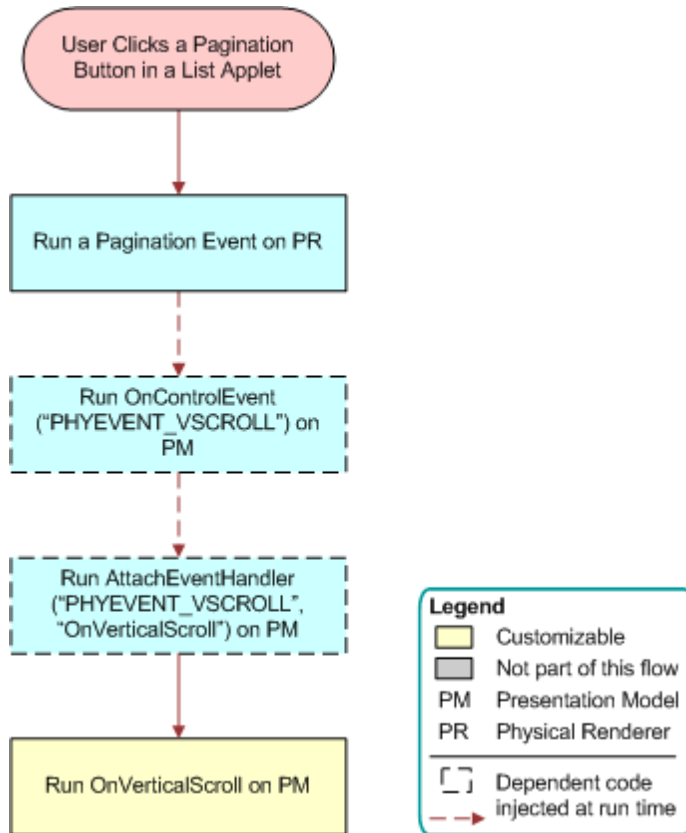 User Clicks a Pagination
Button in a List Applet
Run a Pagination Event on PR
Run OnControlEvent
(“PHYEVENT_VSCROLL”) on
PM
Run AttachEventHandler
(“PHYEVENT_VSCROLL”,
“OnVerticalScroll”) on PM
Run OnVerticalScroll on PM
Legend
Customizable
Not part of this flow
PM Presentation Model
PR Physical Renderer
Dependent code
injected at run time